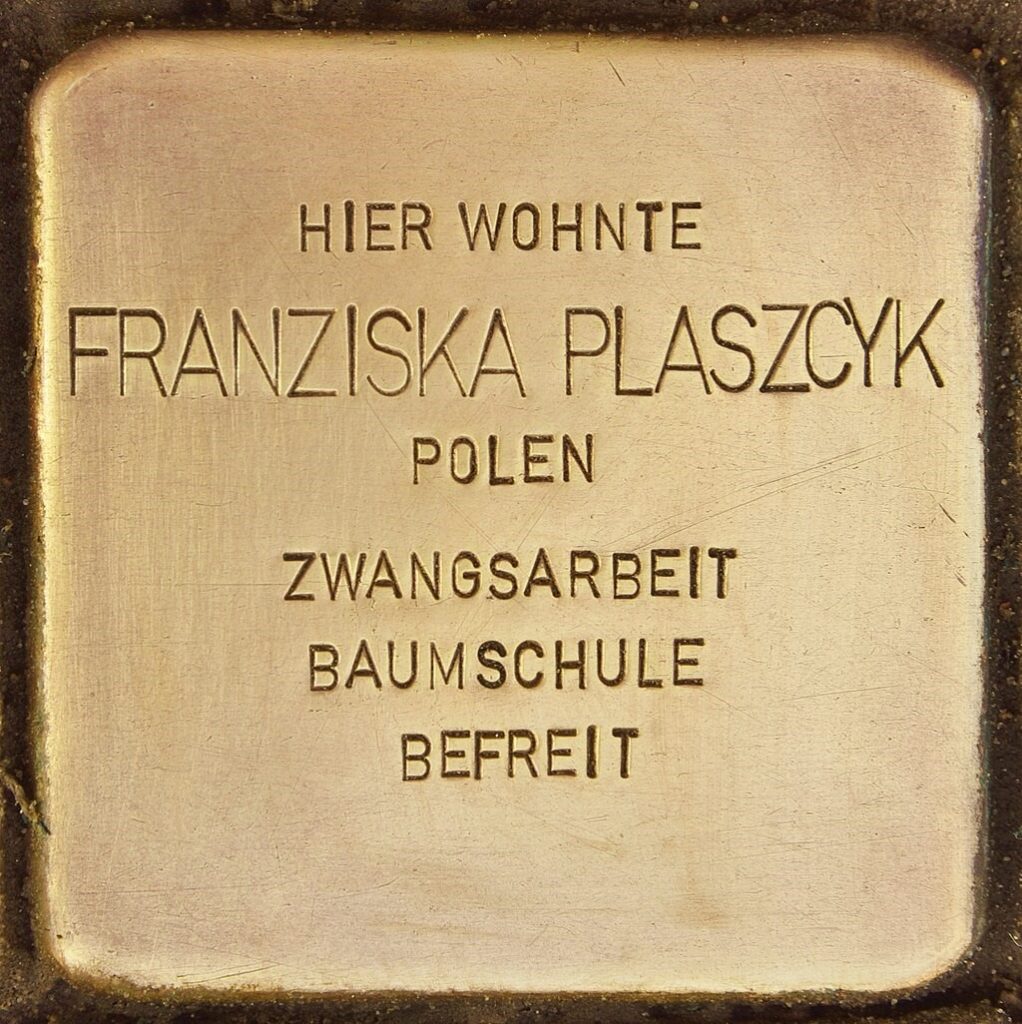 HIER WOHNTE
FRANZISKA PLASZCYK
POLEN
ZWANGSARBEIT
BAUMSCHULE
BEFREIT